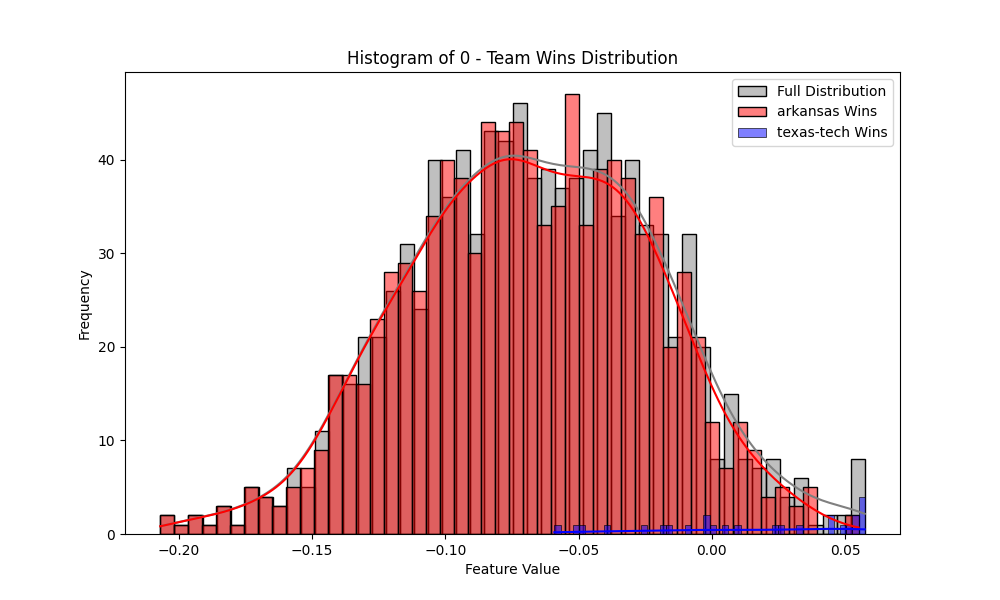 Histogram of 0 - Team Wins Distribution
Full Distribution
arkansas Wins
texas-tech Wins
Frequency
40
30
20
10
0
−0.20 −0.15 −0.10 −0.05 0.00 0.05
Feature Value